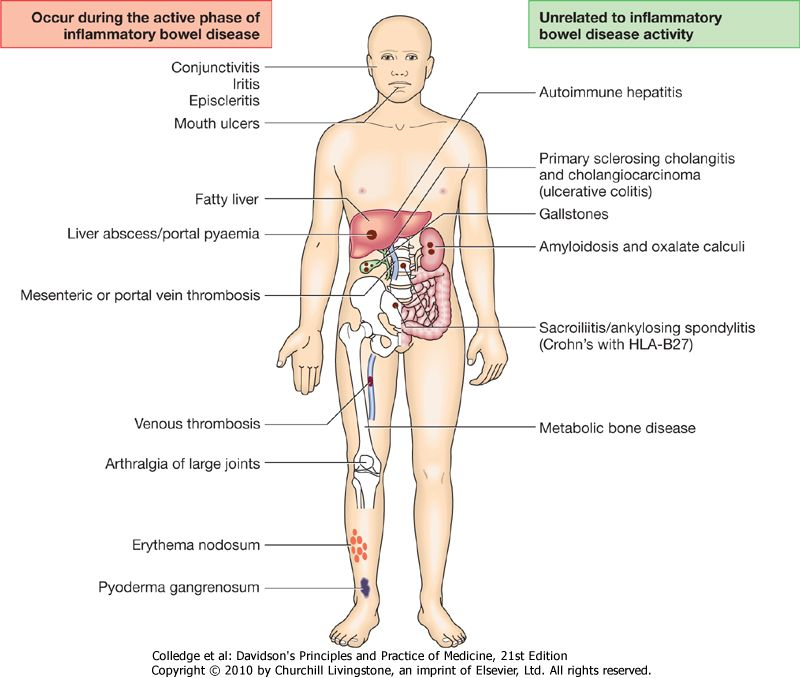 Occur during the active phase of
inflammatory bowel disease
Unrelated to inflammatory
bowel disease activity
Conjunctivitis
Iritis
Episcleritis
Mouth ulcers
Fatty liver
Liver abscess/portal pyaemia
Mesenteric or portal vein thrombosis
Venous thrombosis
Arthralgia of large joints
Erythema nodosum
Pyoderma gangrenosum
Autoimmune hepatitis
Primary sclerosing cholangitis
and cholangiocarcinoma
(ulcerative colitis)
Gallstones
Amyloidosis and oxalate calculi
Sacroiliitis/ankylosing spondylitis
(Crohn's with HLA-B27)
Metabolic bone disease
Colledge et al: Davidson's Principles and Practice of Medicine, 21st Edition
Copyright © 2010 by Churchill Livingstone, an imprint of Elsevier, Ltd. All rights reserved.